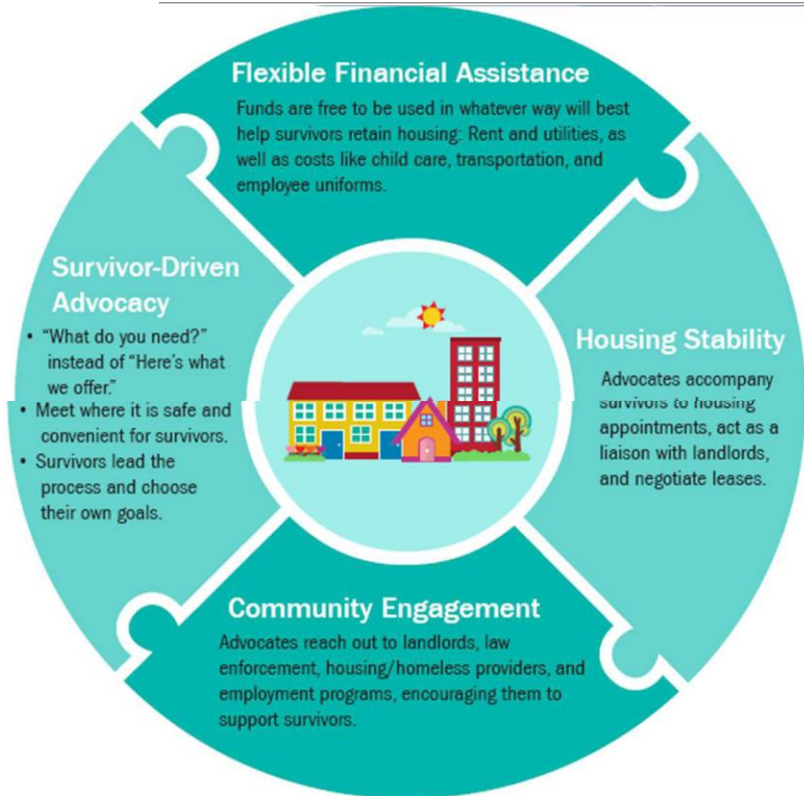 Flexible Financial Assistance
Funds are free to be used in whatever way will best
help survivors retain housing: Rent and utilities, as
well as costs like child care, transportation, and
employee uniforms.
Survivor-Driven
Advocacy
• “What do you need?”
instead of “Here’s what
we offer.”
• Meet where it is safe and
convenient for survivors.
• Survivors lead the
process and choose
their own goals.
Housing Stability
Advocates accompany
survivors to housing
appointments, act as a
liaison with landlords,
and negotiate leases.
Community Engagement
Advocates reach out to landlords, law
enforcement, housing/homeless providers, and
employment programs, encouraging them to
support survivors.